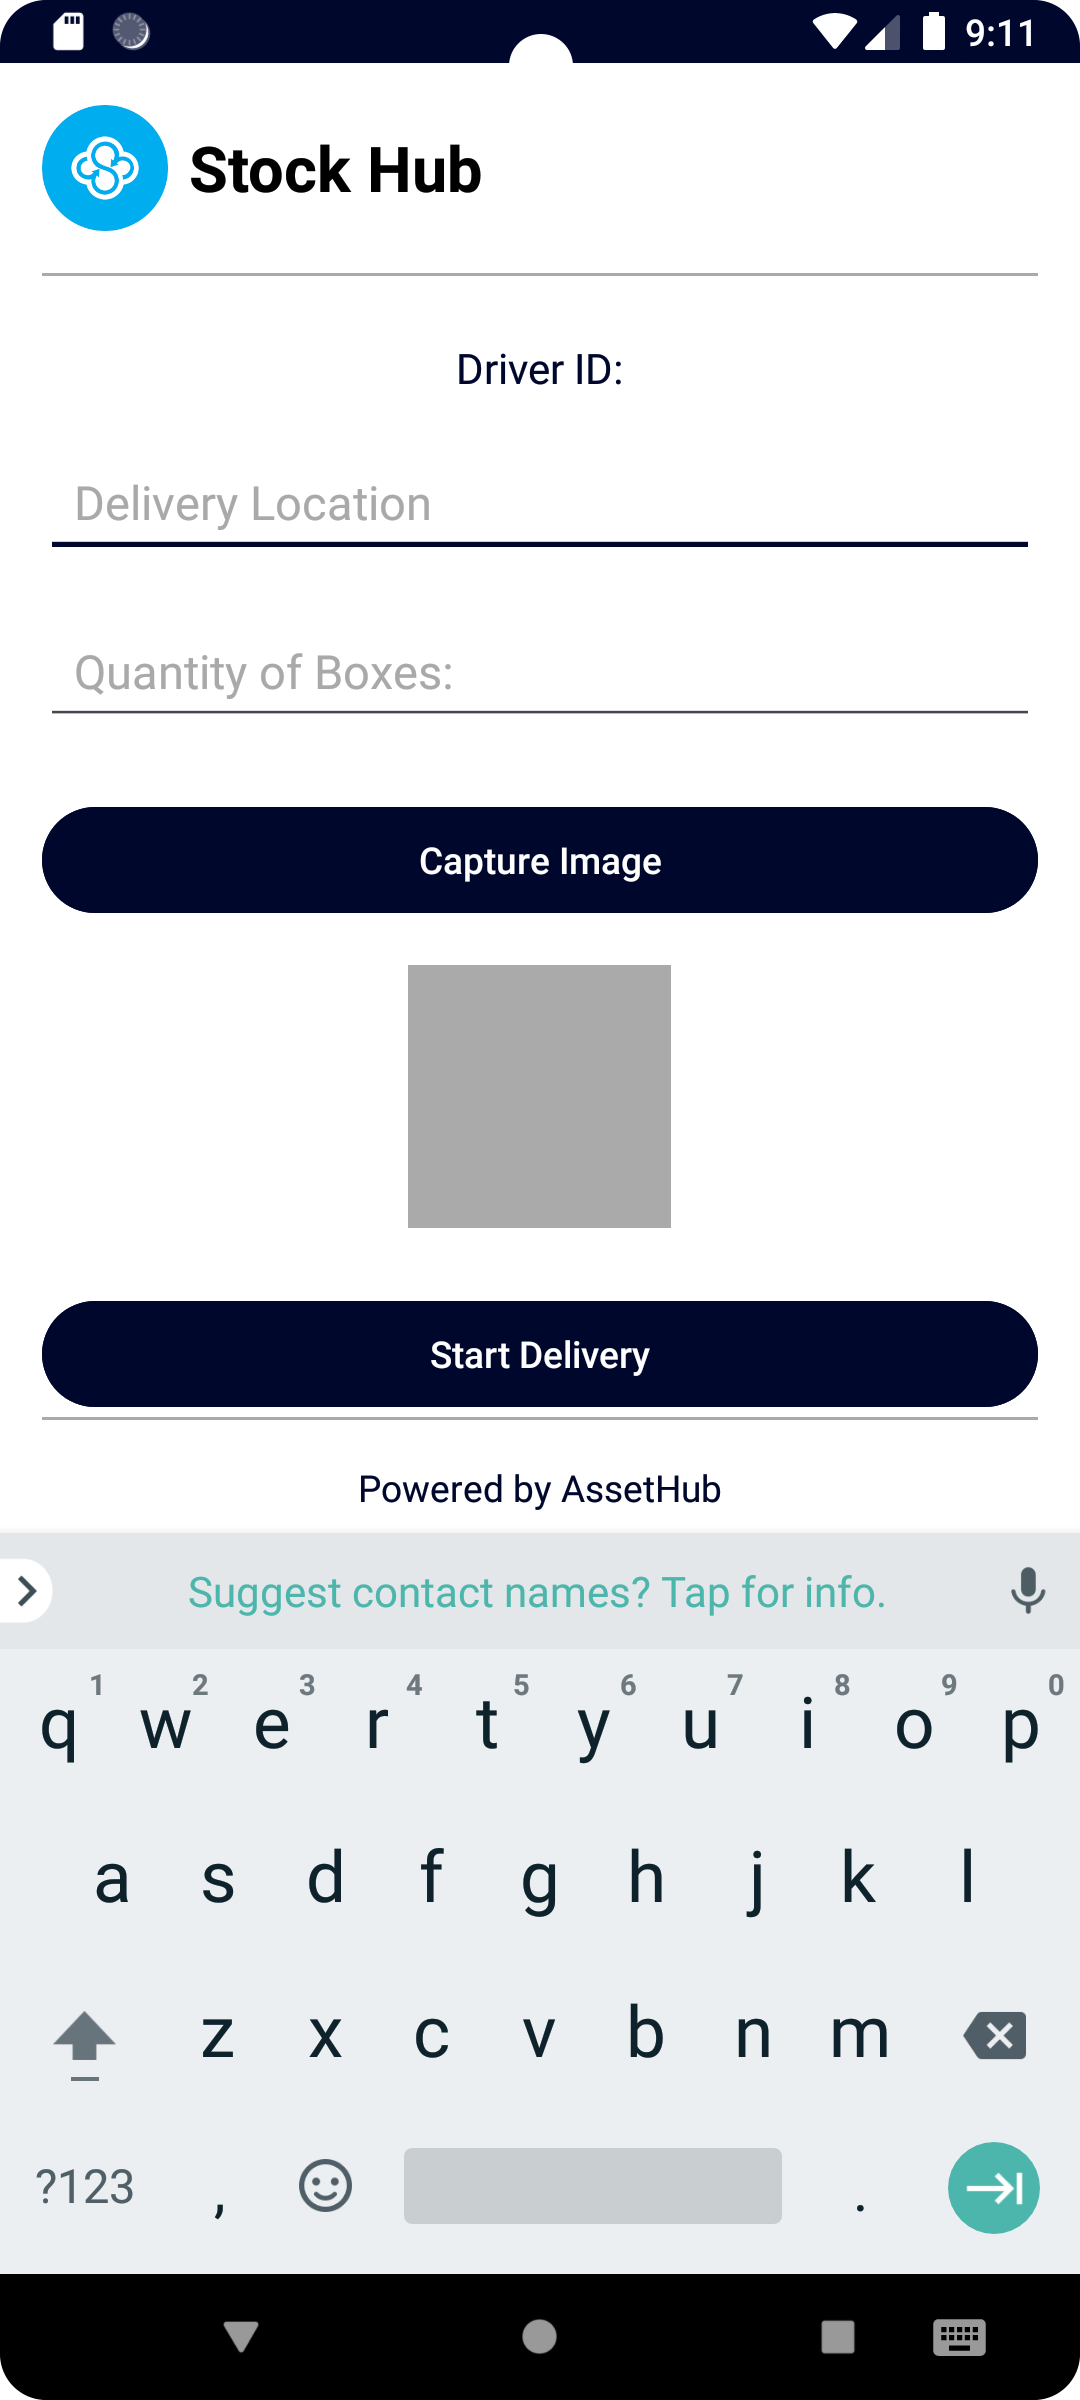 9:11
Stock Hub
Driver ID:
Delivery Location
Quantity of Boxes:
Capture Image
Start Delivery
Powered by AssetHub
Suggest contact names? Tap for info.
1 2 3 4 5 6 7 8 9 0
q w e r t y u i o p
a s d f g h j k l
z x c v b n m
?123 , .